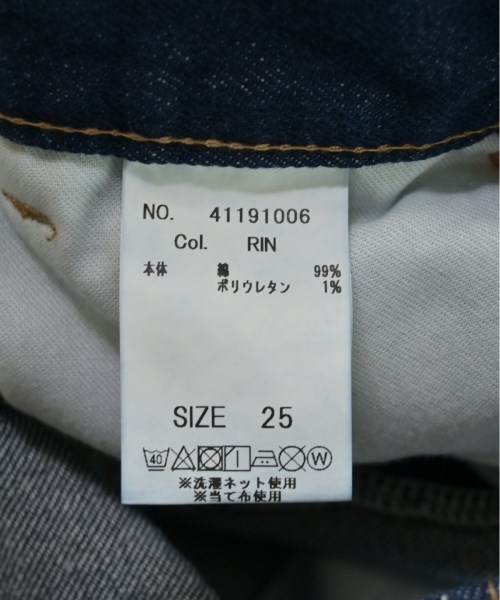 NO. 41191006
Col. RIN
本体 綿 99%
ポリウレタン 1%
SIZE 25
40 W
※洗濯ネット使用
※当て布使用